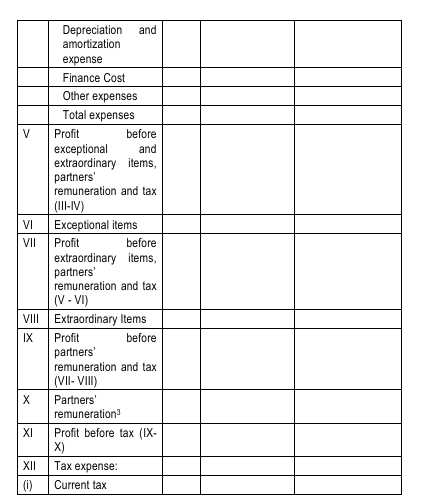 Depreciation and
amortization
expense
Finance Cost
Other expenses
Total expenses
V Profit before
exceptional and
extraordinary items,
partners’
remuneration and tax
(III-IV)
VI Exceptional items
VII Profit before
extraordinary items,
partners’
remuneration and tax
(V - VI)
VIII Extraordinary Items
IX Profit before
partners’
remuneration and tax
(VII- VIII)
X Partners’
remuneration³
XI Profit before tax (IX-
X)
XII Tax expense:
(i) Current tax